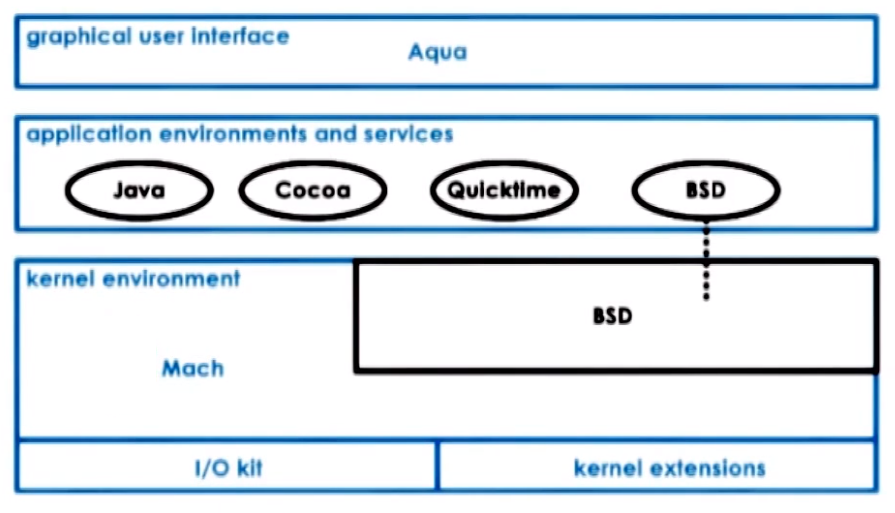 graphical user interface
Aqua
application environments and services
Java
Cocoa
Quicktime
BSD
kernel environment
BSD
Mach
I/O kit
kernel extensions